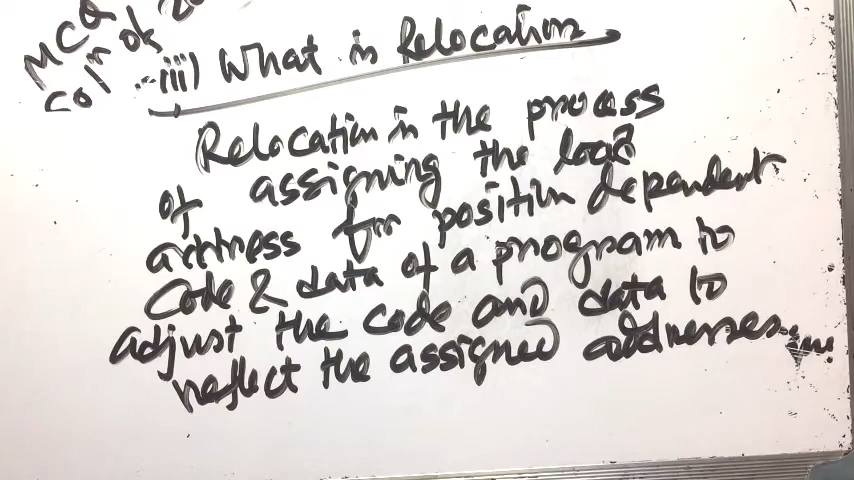 MCQ
Col
iii) What is Relocation
Relocation is the process
of assigning the load
address for position dependent
Code & data of a program to
adjust the code and data to
reflect the assigned addresses